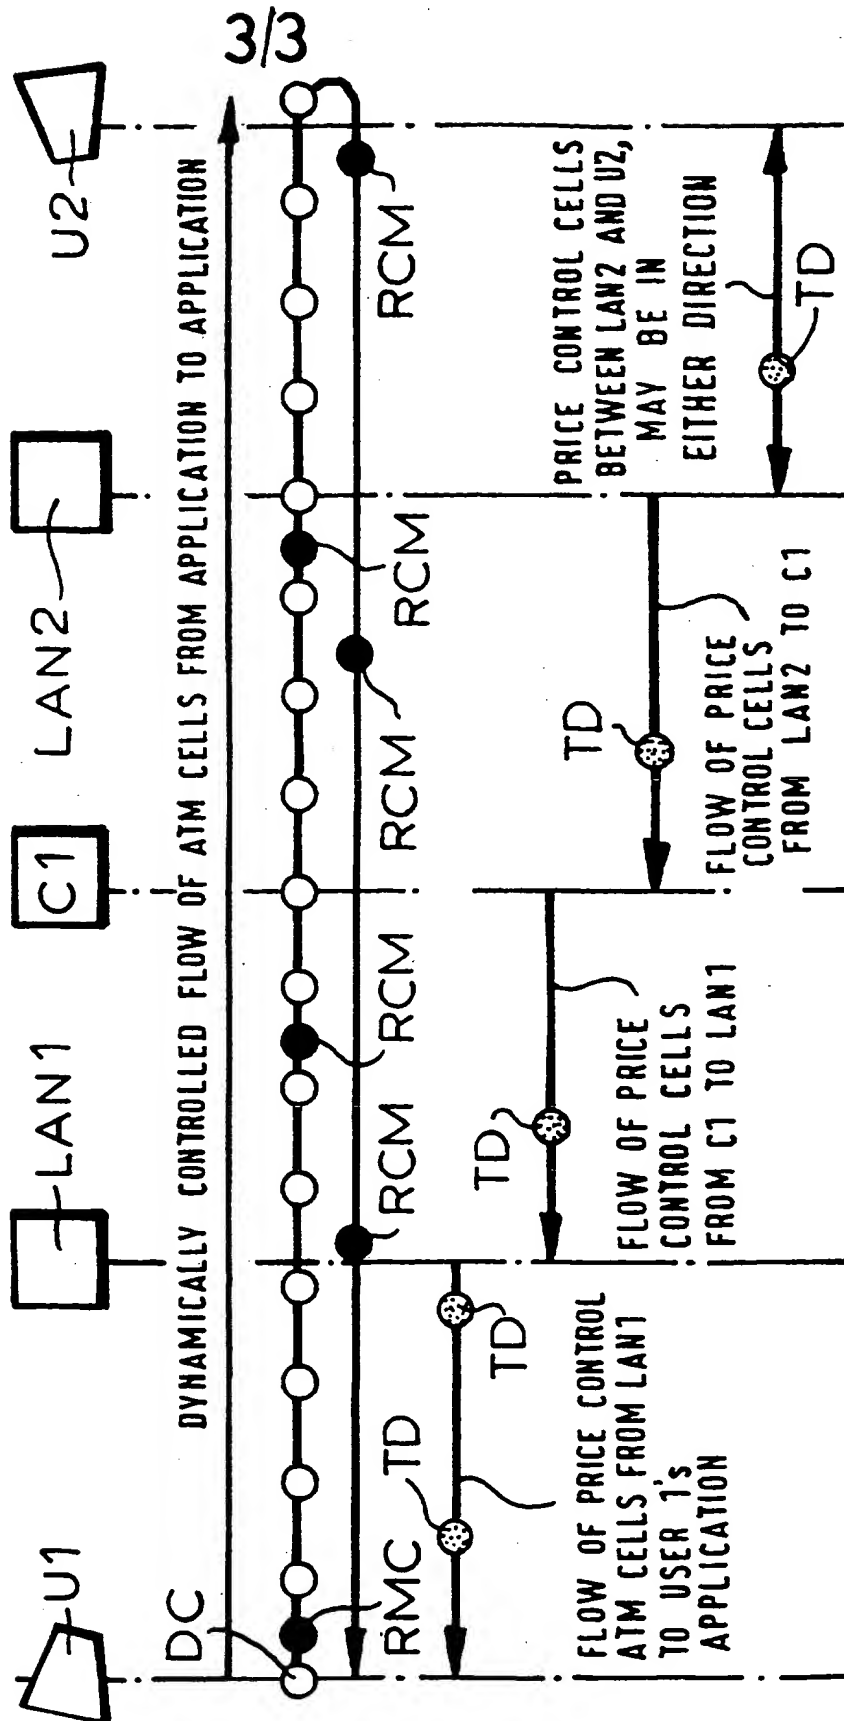 3/3
U1
LAN1
C1
LAN2
U2
DYNAMICALLY CONTROLLED FLOW OF ATM CELLS FROM APPLICATION TO APPLICATION
DC
RMC
RCM
RCM
RCM
RCM
RCM
TD
TD
FLOW OF PRICE CONTROL
ATM CELLS FROM LAN1
TO USER 1's
APPLICATION
TD
FLOW OF PRICE
CONTROL CELLS
FROM C1 TO LAN1
TD
FLOW OF PRICE
CONTROL CELLS
FROM LAN2 TO C1
PRICE CONTROL CELLS
BETWEEN LAN2 AND U2,
MAY BE IN
EITHER DIRECTION
TD